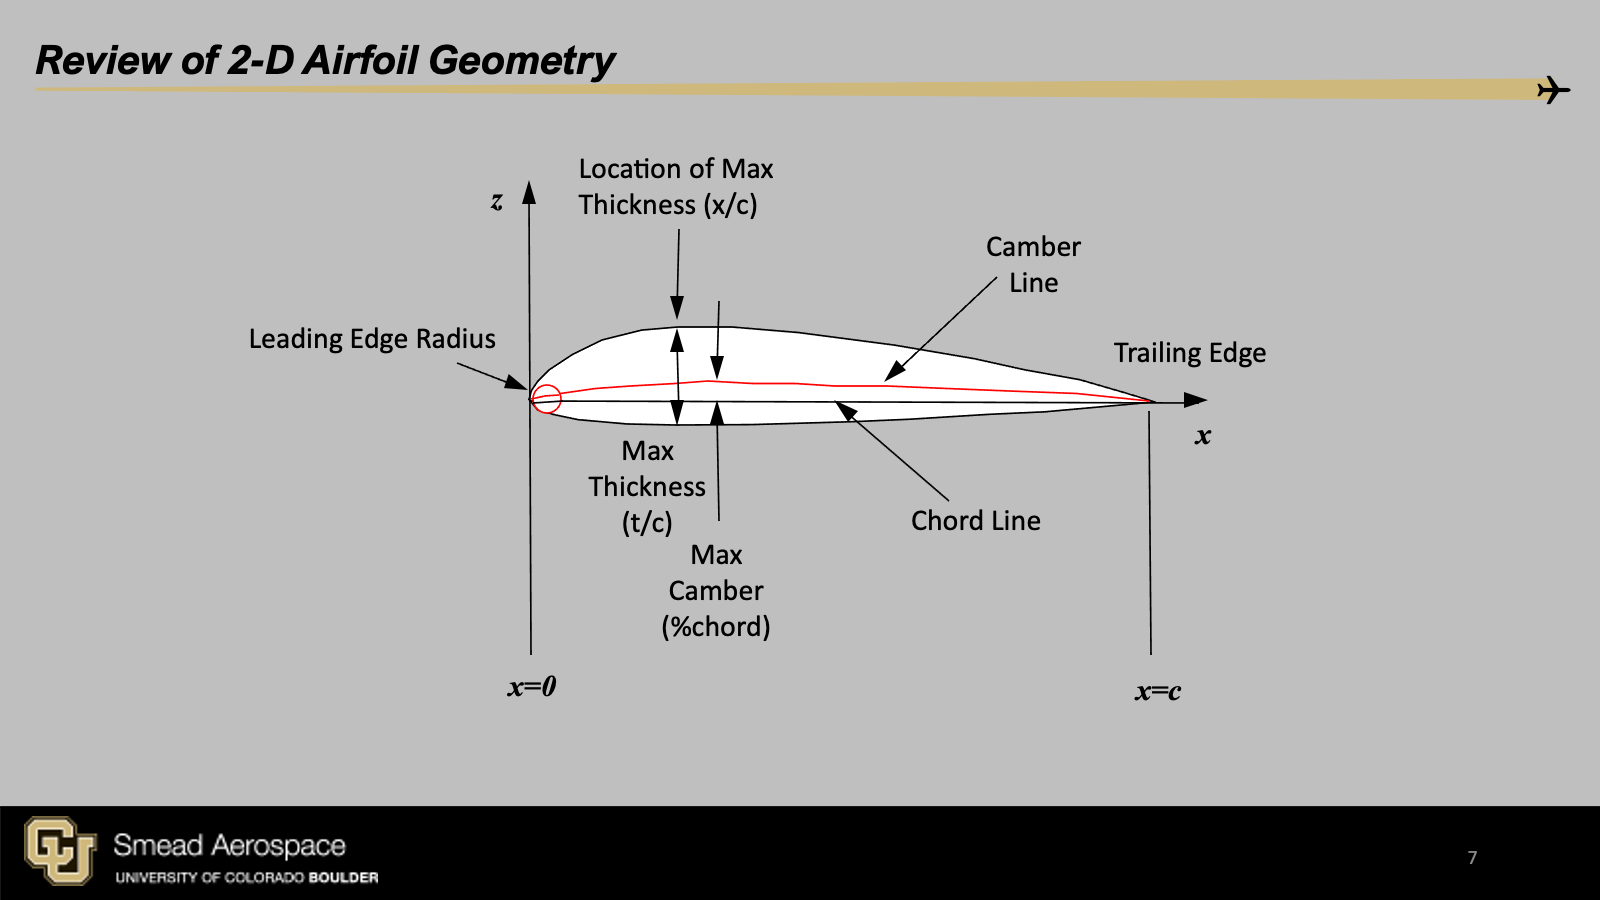 Review of 2-D Airfoil Geometry
Location of Max
Thickness (x/c)
z
Camber
Line
Leading Edge Radius
Trailing Edge
x
Max
Thickness
(t/c)
Chord Line
Max
Camber
(%chord)
x=0
x=c
CU
Smead Aerospace
UNIVERSITY OF COLORADO BOULDER
7